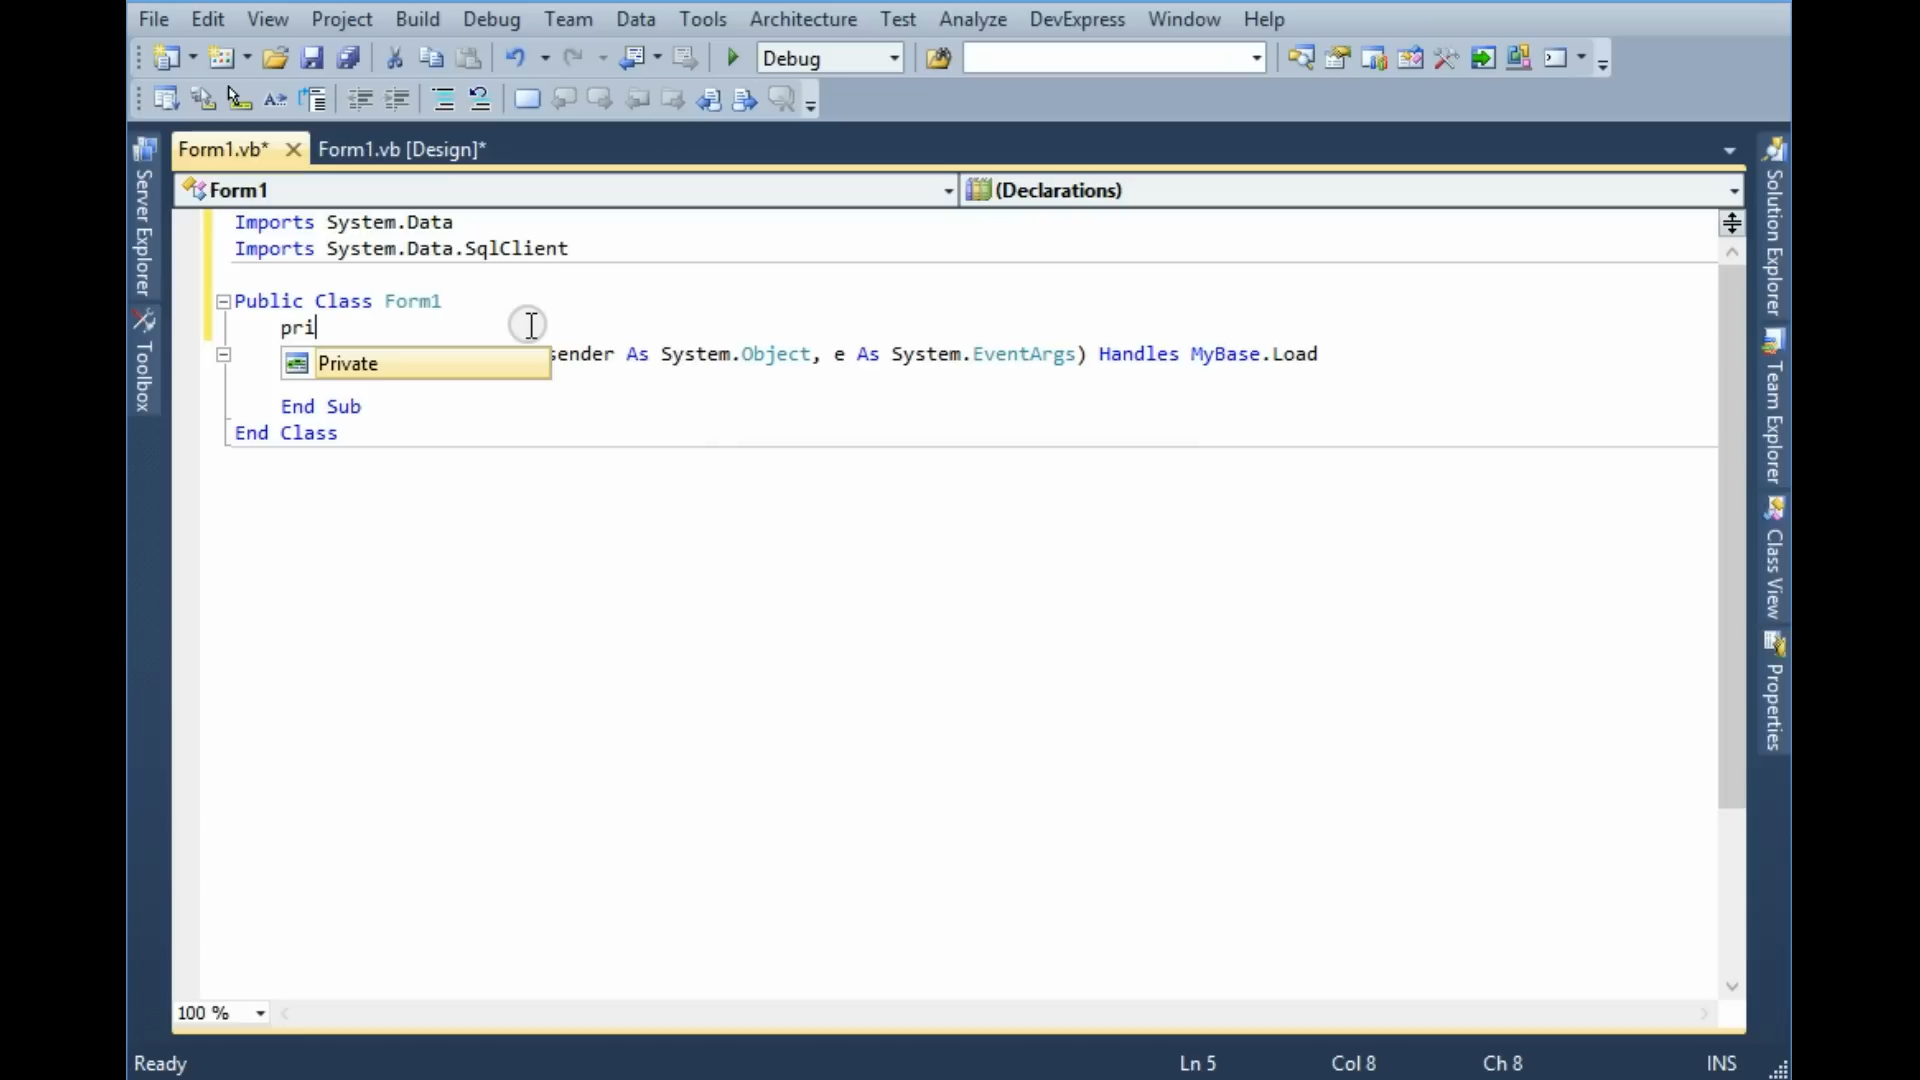 File Edit View Project Build Debug Team Data Tools Architecture Test Analyze DevExpress Window Help
Debug
Form1.vb* Form1.vb [Design]*
Form1 (Declarations)
Imports System.Data
Imports System.Data.SqlClient
Public Class Form1
pri
Private
sender As System.Object, e As System.EventArgs) Handles MyBase.Load
End Sub
End Class
Server Explorer
Toolbox
Solution Explorer
Team Explorer
Class View
Properties
100 %
Ready Ln 5 Col 8 Ch 8 INS